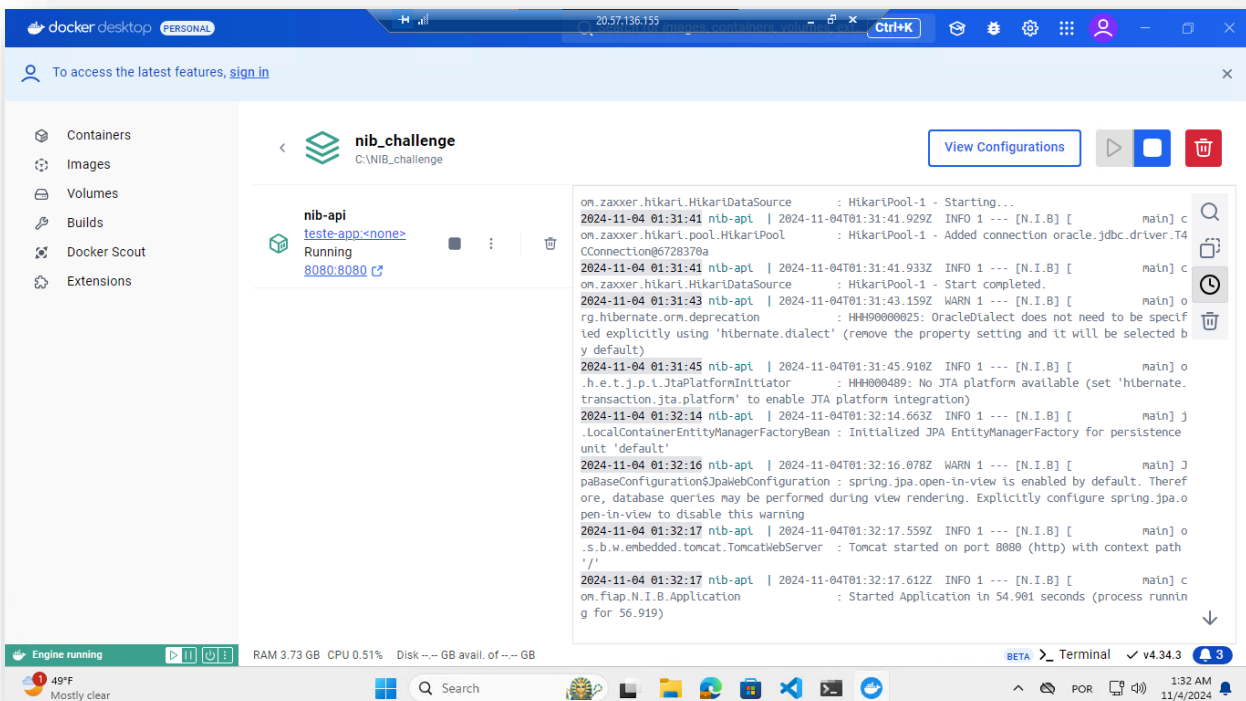 docker desktop PERSONAL
20.57.136.155
Search for images, containers, volumes, ex... Ctrl+K
To access the latest features, sign in
Containers
Images
Volumes
Builds
Docker Scout
Extensions
nib_challenge
C:\NIB_challenge
View Configurations
nib-api
teste-app:<none>
Running
8080:8080
om.zaxxer.hikari.HikariDataSource : HikariPool-1 - Starting...
2024-11-04 01:31:41 nib-api | 2024-11-04T01:31:41.929Z INFO 1 --- [N.I.B] [ main] c
om.zaxxer.hikari.pool.HikariPool : HikariPool-1 - Added connection oracle.jdbc.driver.T4
CConnection@6728370a
2024-11-04 01:31:41 nib-api | 2024-11-04T01:31:41.933Z INFO 1 --- [N.I.B] [ main] c
om.zaxxer.hikari.HikariDataSource : HikariPool-1 - Start completed.
2024-11-04 01:31:43 nib-api | 2024-11-04T01:31:43.159Z WARN 1 --- [N.I.B] [ main] o
rg.hibernate.orm.deprecation : HHH90000025: OracleDialect does not need to be specif
ied explicitly using 'hibernate.dialect' (remove the property setting and it will be selected b
y default)
2024-11-04 01:31:45 nib-api | 2024-11-04T01:31:45.910Z INFO 1 --- [N.I.B] [ main] o
.h.e.t.j.p.i.JtaPlatformInitiator : HHH000489: No JTA platform available (set 'hibernate.
transaction.jta.platform' to enable JTA platform integration)
2024-11-04 01:32:14 nib-api | 2024-11-04T01:32:14.663Z INFO 1 --- [N.I.B] [ main] j
.LocalContainerEntityManagerFactoryBean : Initialized JPA EntityManagerFactory for persistence
unit 'default'
2024-11-04 01:32:16 nib-api | 2024-11-04T01:32:16.078Z WARN 1 --- [N.I.B] [ main] J
paBaseConfiguration$JpaWebConfiguration : spring.jpa.open-in-view is enabled by default. Theref
ore, database queries may be performed during view rendering. Explicitly configure spring.jpa.o
pen-in-view to disable this warning
2024-11-04 01:32:17 nib-api | 2024-11-04T01:32:17.559Z INFO 1 --- [N.I.B] [ main] o
.s.b.w.embedded.tomcat.TomcatWebServer : Tomcat started on port 8080 (http) with context path
'/'
2024-11-04 01:32:17 nib-api | 2024-11-04T01:32:17.612Z INFO 1 --- [N.I.B] [ main] c
om.fiap.N.I.B.Application : Started Application in 54.901 seconds (process runnin
g for 56.919)
Engine running
RAM 3.73 GB CPU 0.51% Disk --.-- GB avail. of --.-- GB
BETA >_ Terminal v4.34.3 3
1 49°F
Mostly clear
Search
POR
1:32 AM
11/4/2024